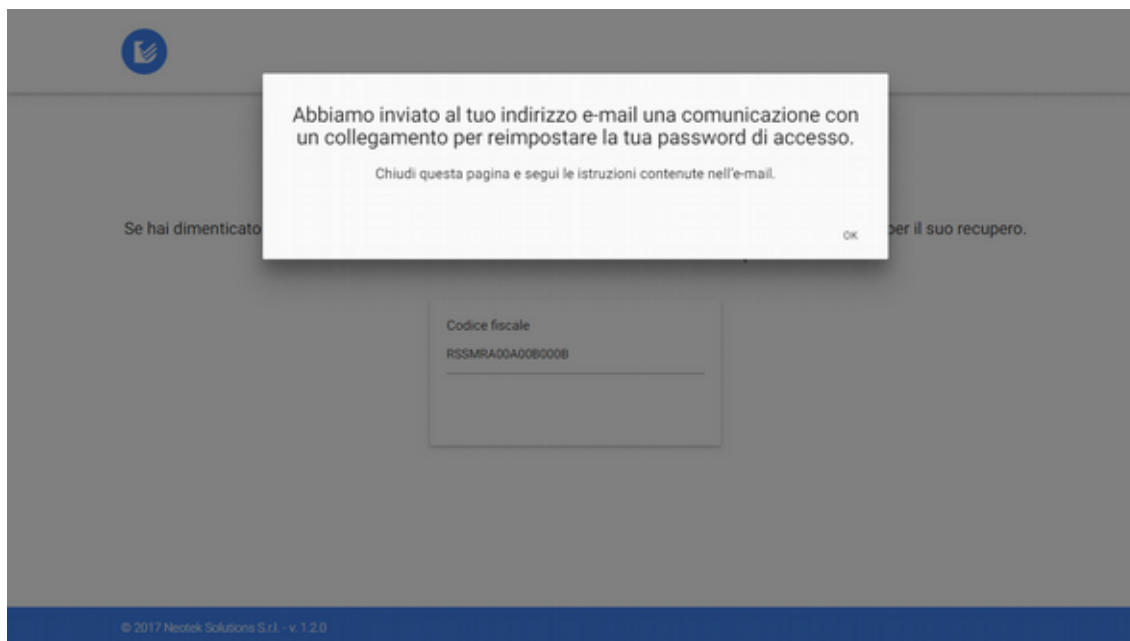 Abbiamo inviato al tuo indirizzo e-mail una comunicazione con
un collegamento per reimpostare la tua password di accesso.
Chiudi questa pagina e segui le istruzioni contenute nell'e-mail.
OK
Se hai dimenticato
per il suo recupero.
Codice fiscale
RSSMRA00A00B000B
© 2017 Neotek Solutions S.r.l. - v. 1.2.0